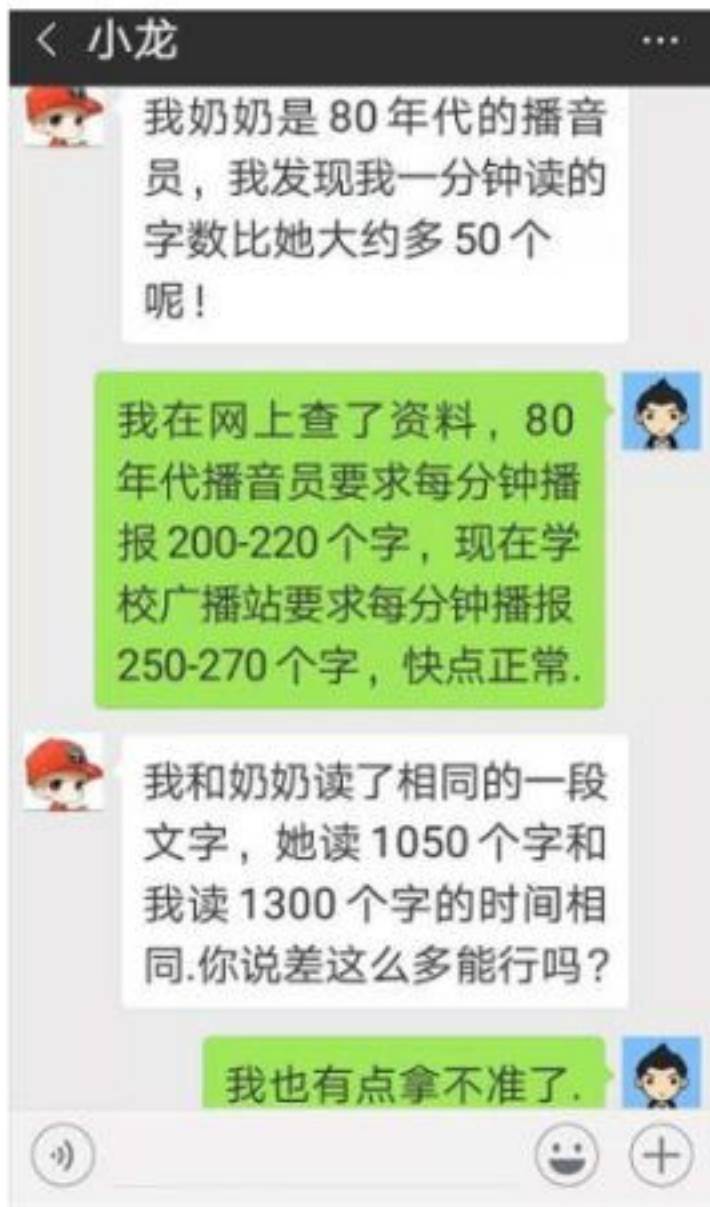 小龙
我奶奶是80年代的播音
员，我发现我一分钟读的
字数比她大约多50个
呢！
我在网上查了资料，80
年代播音员要求每分钟播
报200-220个字，现在学
校广播站要求每分钟播报
250-270个字，快点正常.
我和奶奶读了相同的一段
文字，她读1050个字和
我读1300个字的时间相
同.你说差这么多能行吗？
我也有点拿不准了.